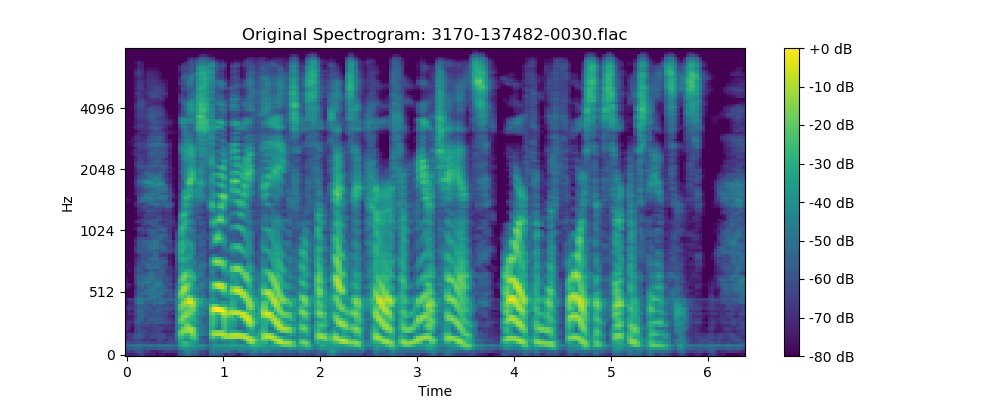 Original Spectrogram: 3170-137482-0030.flac
4096
2048
1024
512
0
Hz
0 1 2 3 4 5 6
Time
+0 dB
-10 dB
-20 dB
-30 dB
-40 dB
-50 dB
-60 dB
-70 dB
-80 dB